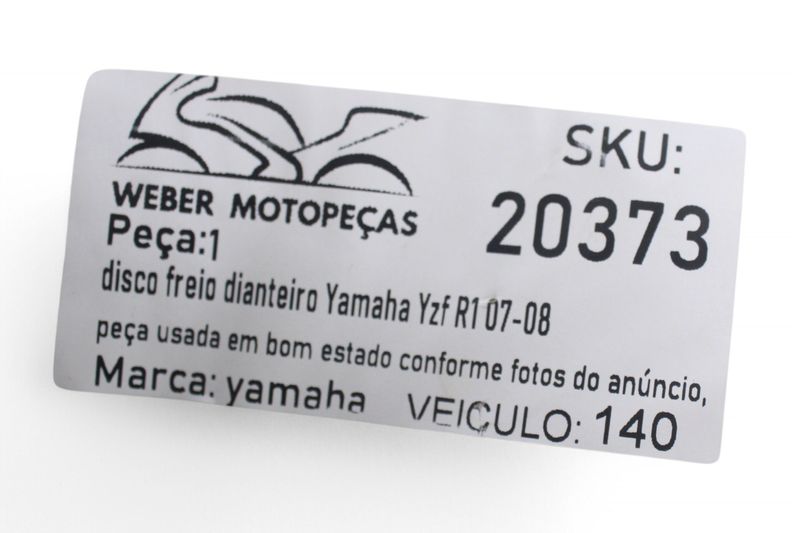 WEBER MOTOPEÇAS
SKU:
20373
Peça:1
disco freio dianteiro Yamaha Yzf R1 07-08
peça usada em bom estado conforme fotos do anúncio,
Marca: yamaha VEICULO: 140